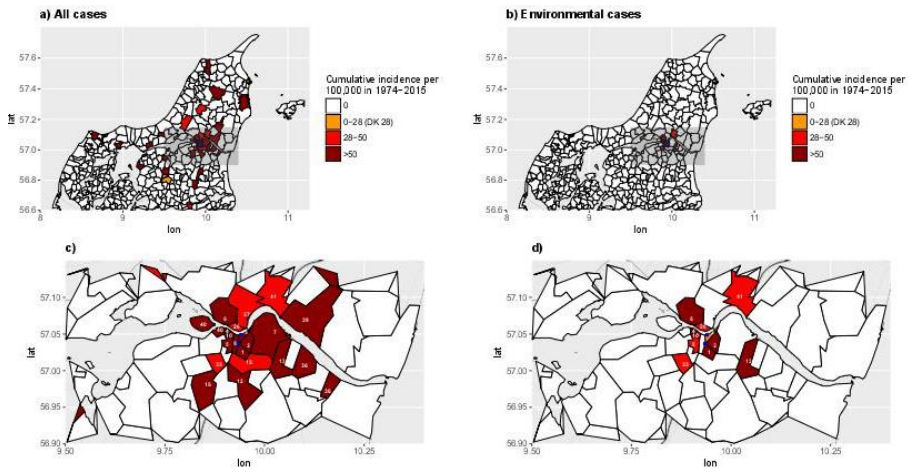 a) All cases
b) Environmental cases
57.6
57.4
57.2
57.0
56.8
56.6
lat
8
9
10
11
lon
Cumulative incidence per
100,000 in 1974-2015
0
0-28 (DK 28)
28-50
>50
57.6
57.4
57.2
57.0
56.8
56.6
lat
8
9
10
11
lon
Cumulative incidence per
100,000 in 1974-2015
0
0-28 (DK 28)
28-50
>50
c)
d)
57.10
57.05
57.00
56.95
56.90
lat
9.50
9.75
10.00
10.25
lon
57.10
57.05
57.00
56.95
56.90
lat
9.50
9.75
10.00
10.25
lon